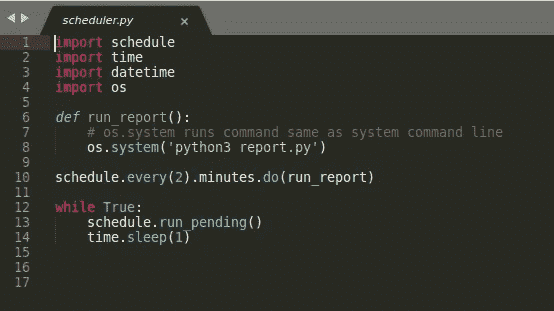 scheduler.py ×
1 import schedule
2 import time
3 import datetime
4 import os
5
6 def run_report():
7     # os.system runs command same as system command line
8     os.system('python3 report.py')
9
10 schedule.every(2).minutes.do(run_report)
11
12 while True:
13     schedule.run_pending()
14     time.sleep(1)
15
16
17